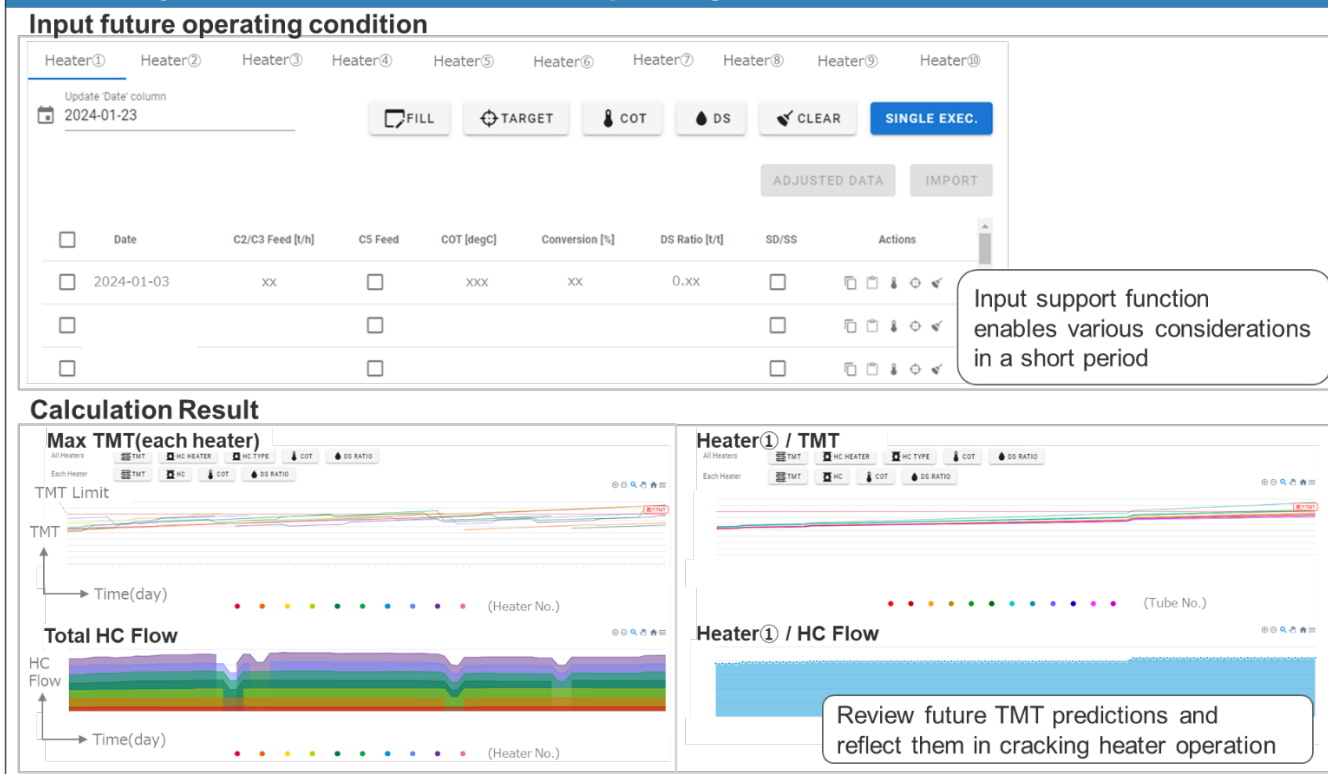 Input future operating condition
Heater① Heater② Heater③ Heater④ Heater⑤ Heater⑥ Heater⑦ Heater⑧ Heater⑨ Heater⑩
Update 'Date' column
2024-01-23
FILL TARGET COT DS CLEAR SINGLE EXEC.
ADJUSTED DATA IMPORT
Date C2/C3 Feed [t/h] C5 Feed COT [degC] Conversion [%] DS Ratio [t/t] SD/SS Actions
2024-01-03 xx xxx xx 0.xx
Input support function
enables various considerations
in a short period
Calculation Result
Max TMT(each heater)
All Heaters TMT HC HEATER HC TYPE COT DS RATIO
Each Heater TMT HC COT DS RATIO
TMT Limit
TMT
Time(day)
(Heater No.)
Total HC Flow
HC
Flow
Time(day)
(Heater No.)
Heater① / TMT
All Heaters TMT HC HEATER HC TYPE COT DS RATIO
Each Heater TMT HC COT DS RATIO
(Tube No.)
Heater① / HC Flow
Review future TMT predictions and
reflect them in cracking heater operation